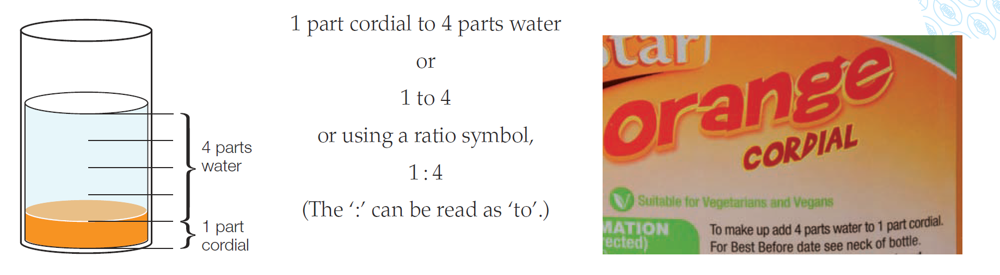 4 parts
water
1 part
cordial
1 part cordial to 4 parts water
or
1 to 4
or using a ratio symbol,
1 : 4
(The ‘:’ can be read as ‘to’.)
tar
orange
CORDIAL
Suitable for Vegetarians and Vegans
MATION
ected)
To make up add 4 parts water to 1 part cordial.
For Best Before date see neck of bottle.